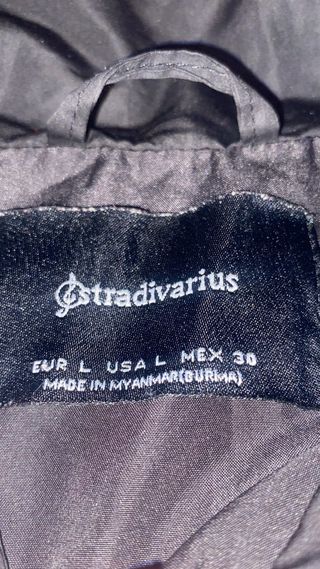 stradivarius
EUR L USA L MEX 30
MADE IN MYANMAR(BURMA)